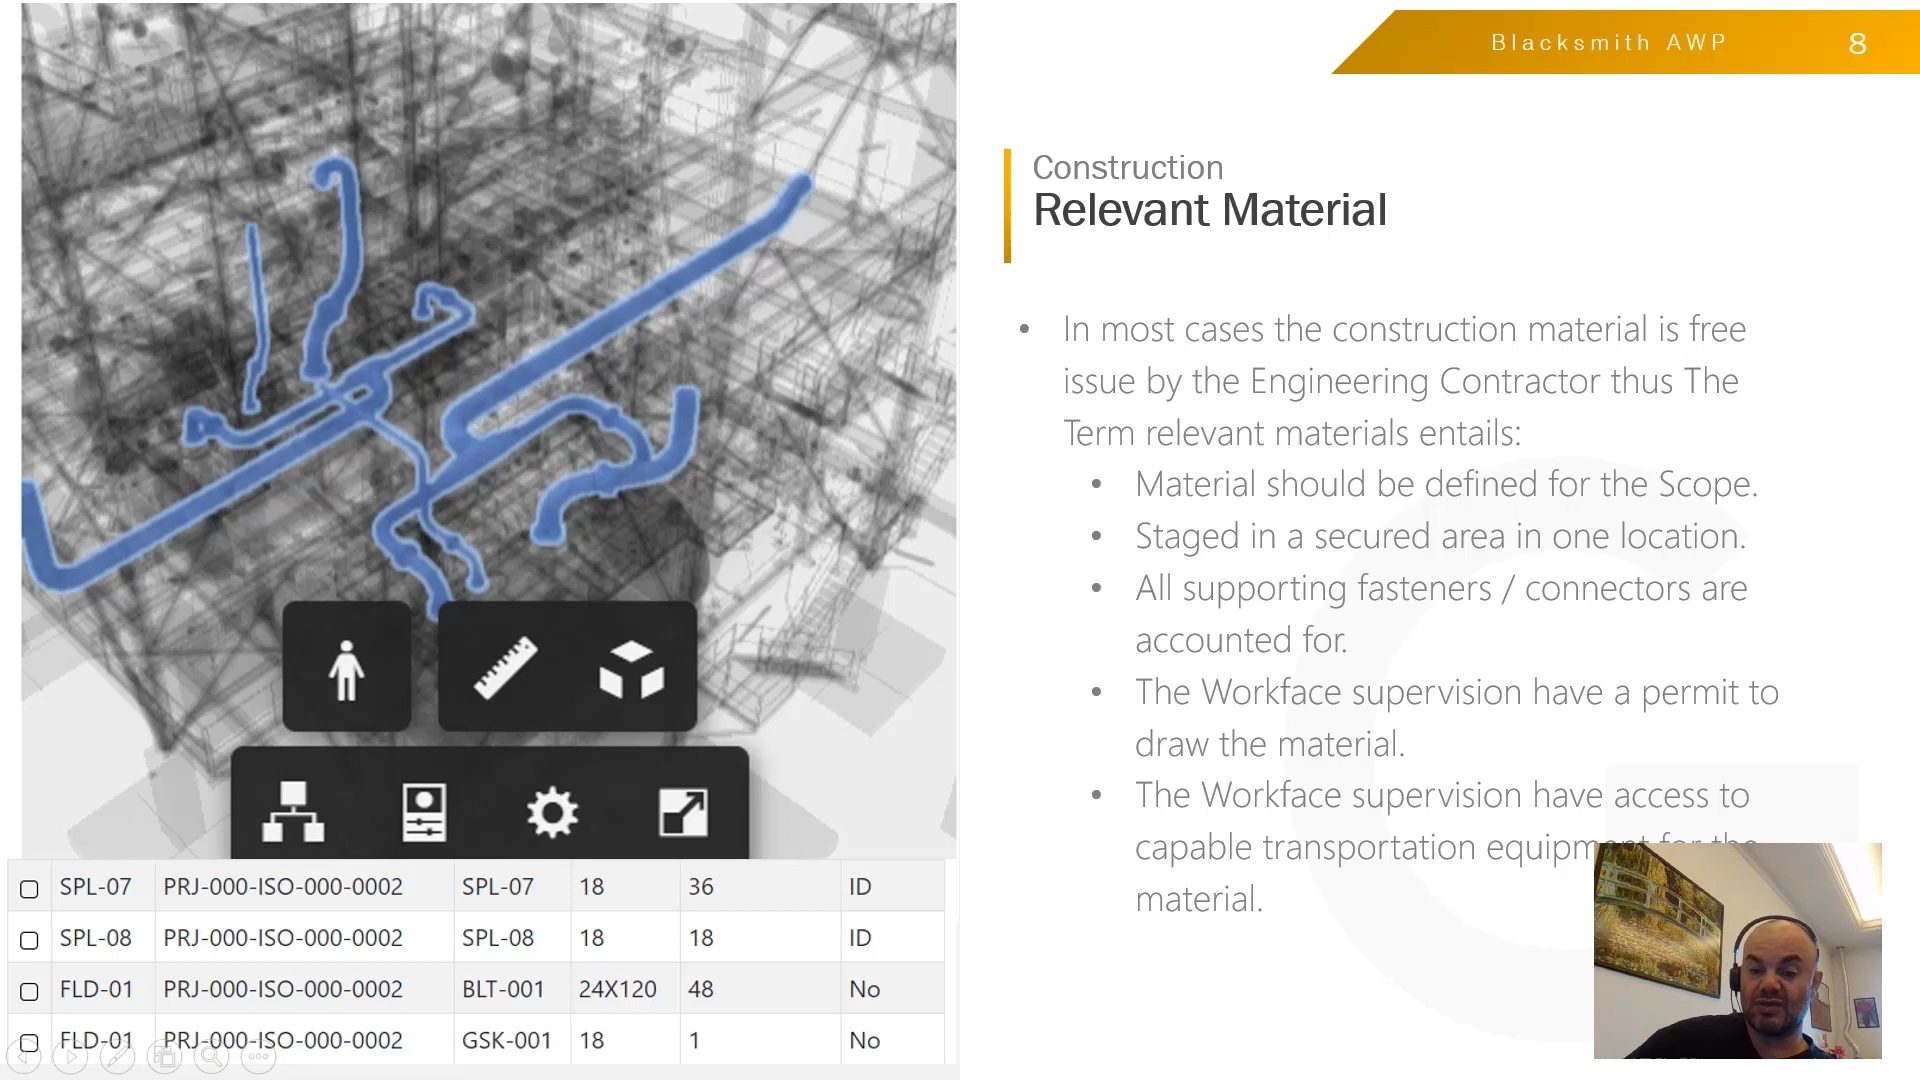 Blacksmith AWP 8
Construction
Relevant Material
• In most cases the construction material is free
issue by the Engineering Contractor thus The
Term relevant materials entails:
• Material should be defined for the Scope.
• Staged in a secured area in one location.
• All supporting fasteners / connectors are
accounted for.
• The Workface supervision have a permit to
draw the material.
• The Workface supervision have access to
capable transportation equipment for the
material.
SPL-07 PRJ-000-ISO-000-0002 SPL-07 18 36 ID
SPL-08 PRJ-000-ISO-000-0002 SPL-08 18 18 ID
FLD-01 PRJ-000-ISO-000-0002 BLT-001 24X120 48 No
FLD-01 PRJ-000-ISO-000-0002 GSK-001 18 1 No